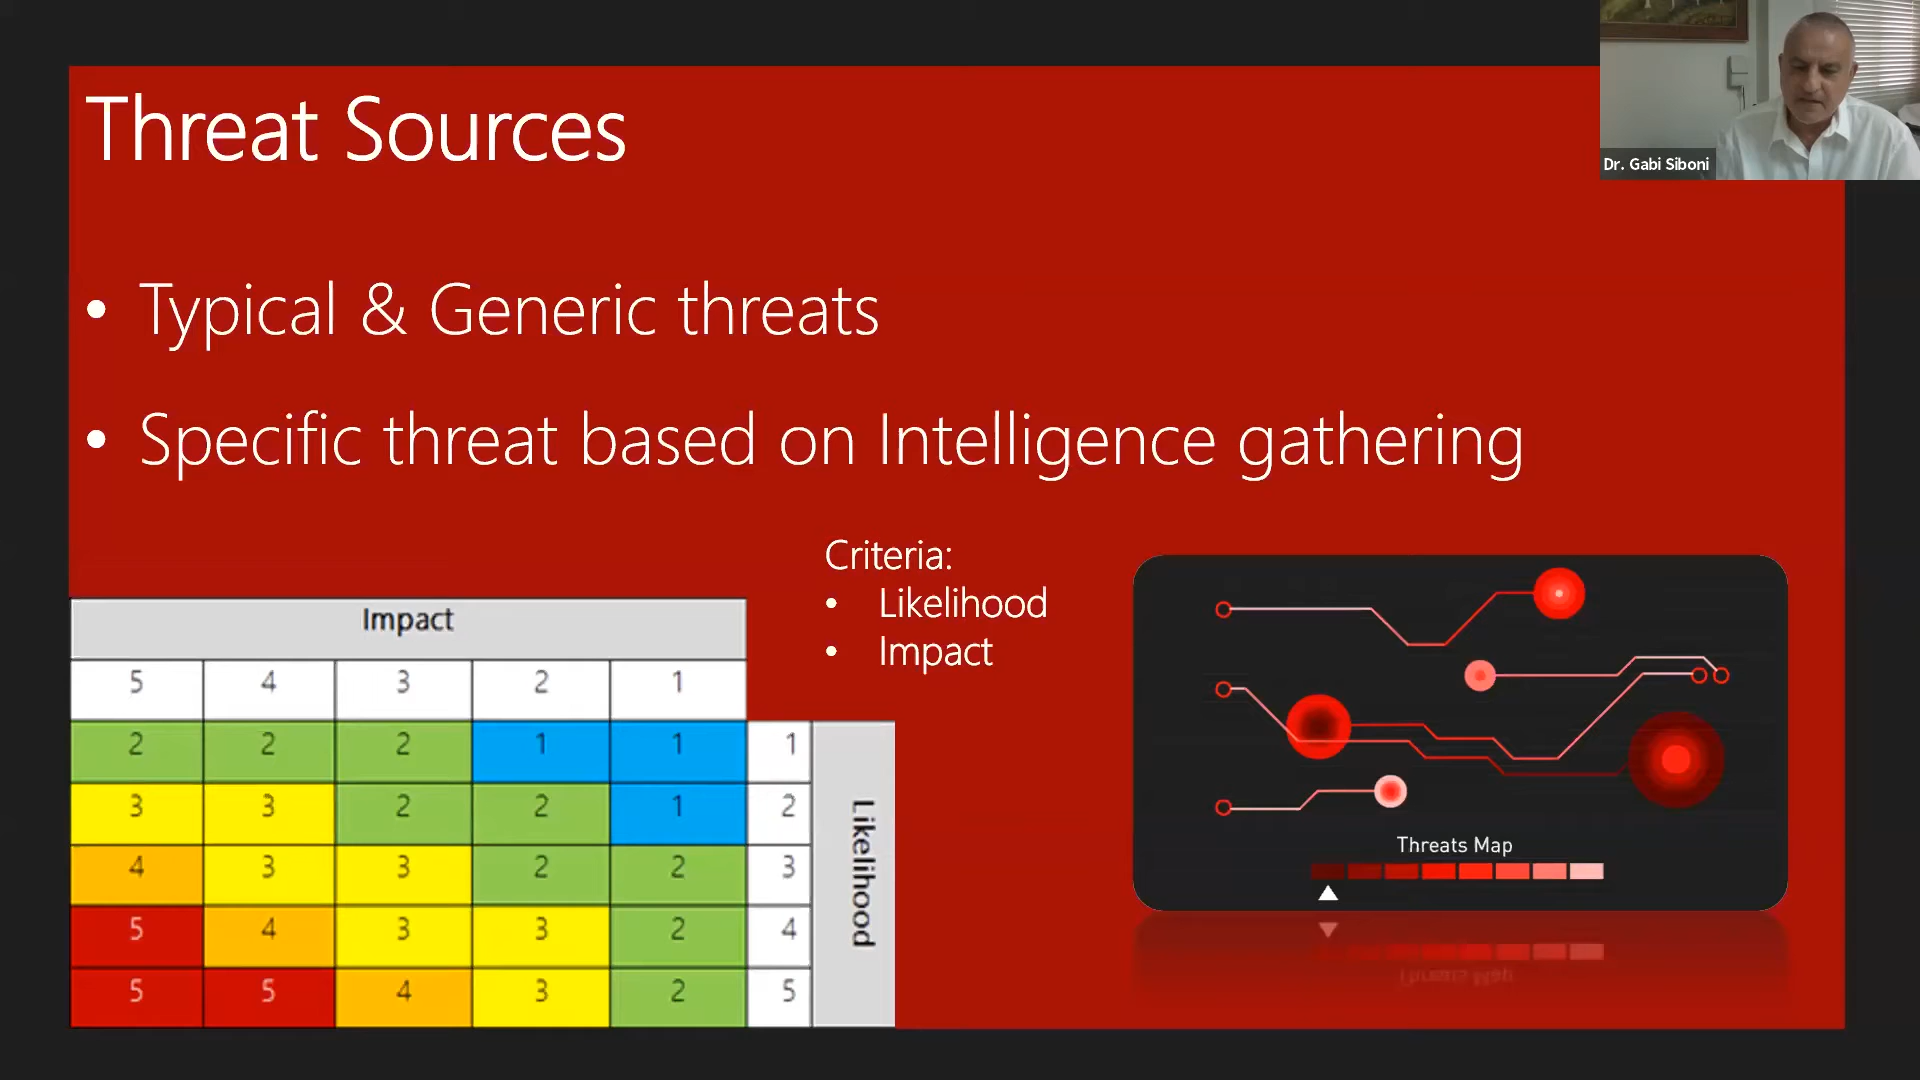 Threat Sources
Dr. Gabi Siboni
• Typical & Generic threats
• Specific threat based on Intelligence gathering
Criteria:
• Likelihood
• Impact
Impact
5 4 3 2 1
2 2 2 1 1 1
3 3 2 2 1 2
4 3 3 2 2 3
5 4 3 3 2 4
5 5 4 3 2 5
Likelihood
Threats Map
Threats Map